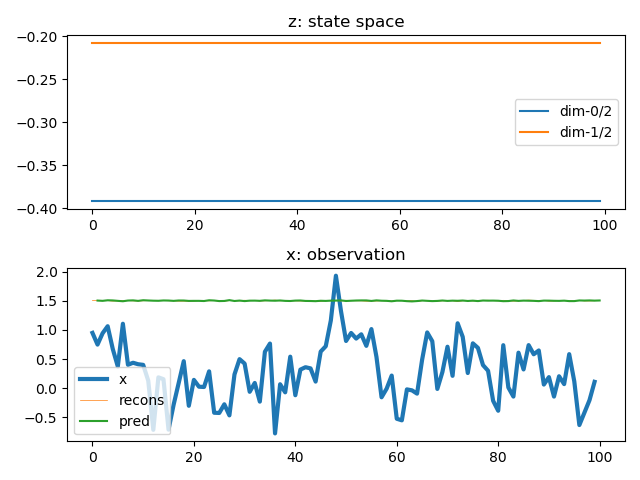 z: state space
−0.20
−0.25
−0.30
−0.35
−0.40
dim-0/2
dim-1/2
0 20 40 60 80 100
x: observation
2.0
1.5
1.0
0.5
0.0
−0.5
x
recons
pred
0 20 40 60 80 100